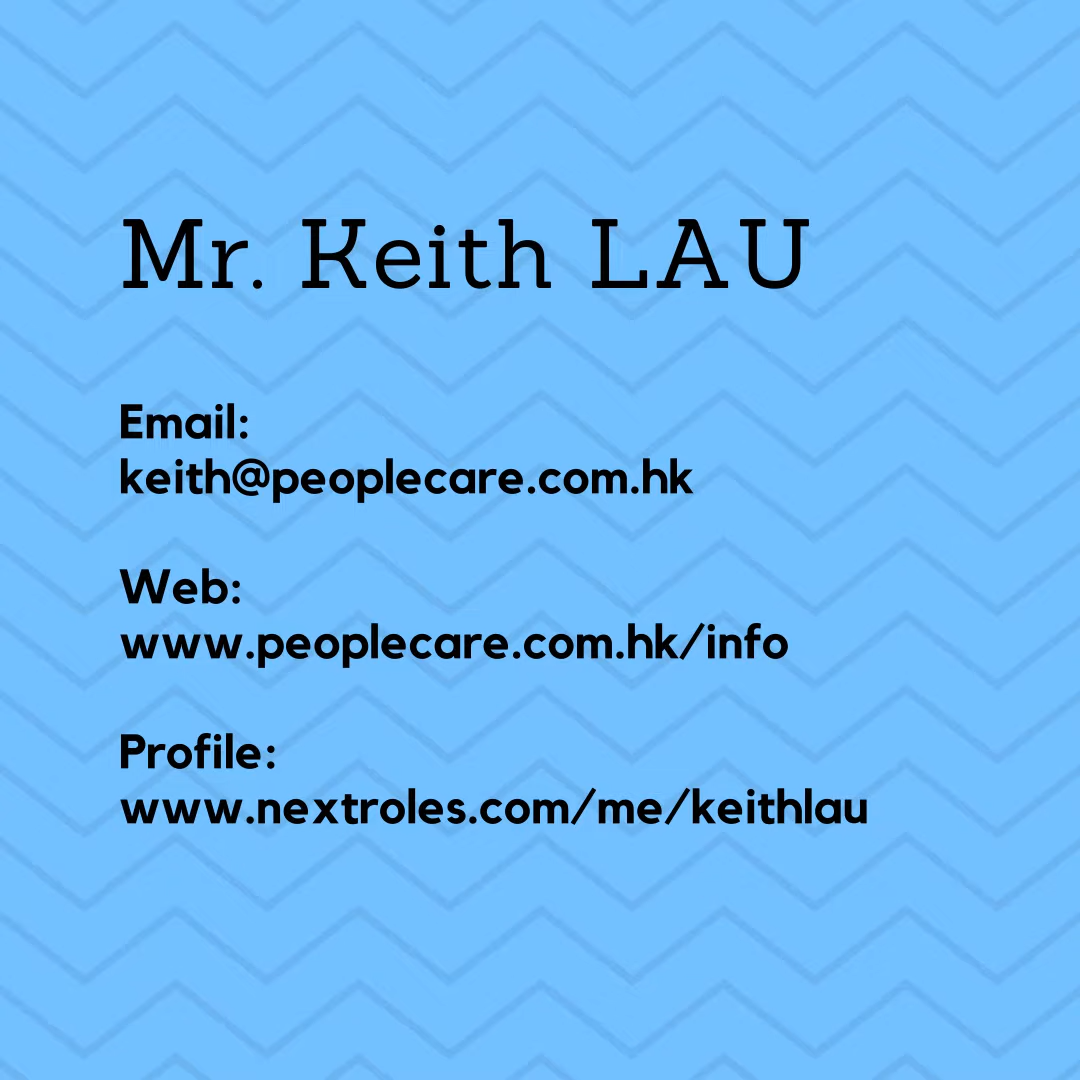 Mr. Keith LAU
Email:
keith@peoplecare.com.hk
Web:
www.peoplecare.com.hk/info
Profile:
www.nextroles.com/me/keithlau